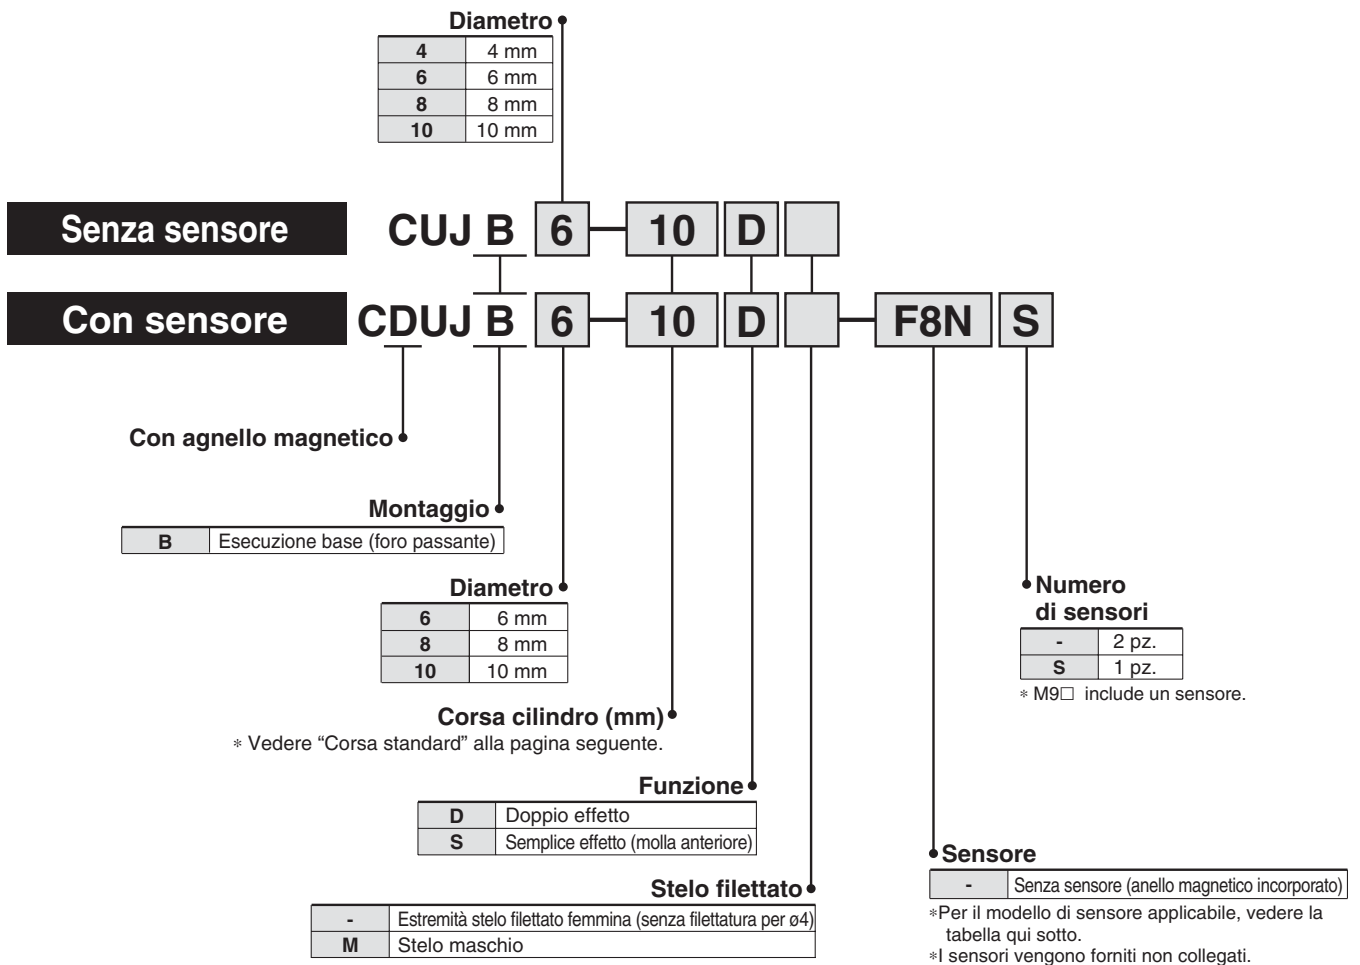 Diametro
4 4 mm
6 6 mm
8 8 mm
10 10 mm
Senza sensore CUJ B 6 - 10 D
Con sensore CDUJ B 6 - 10 D - F8N S
Con agnello magnetico
Montaggio
B Esecuzione base (foro passante)
Diametro
6 6 mm
8 8 mm
10 10 mm
Numero
di sensori
- 2 pz.
S 1 pz.
* M9□ include un sensore.
Corsa cilindro (mm)
* Vedere “Corsa standard” alla pagina seguente.
Funzione
D Doppio effetto
S Semplice effetto (molla anteriore)
Stelo filettato
- Estremità stelo filettato femmina (senza filettatura per ø4)
M Stelo maschio
Sensore
- Senza sensore (anello magnetico incorporato)
*Per il modello di sensore applicabile, vedere la
tabella qui sotto.
*I sensori vengono forniti non collegati.